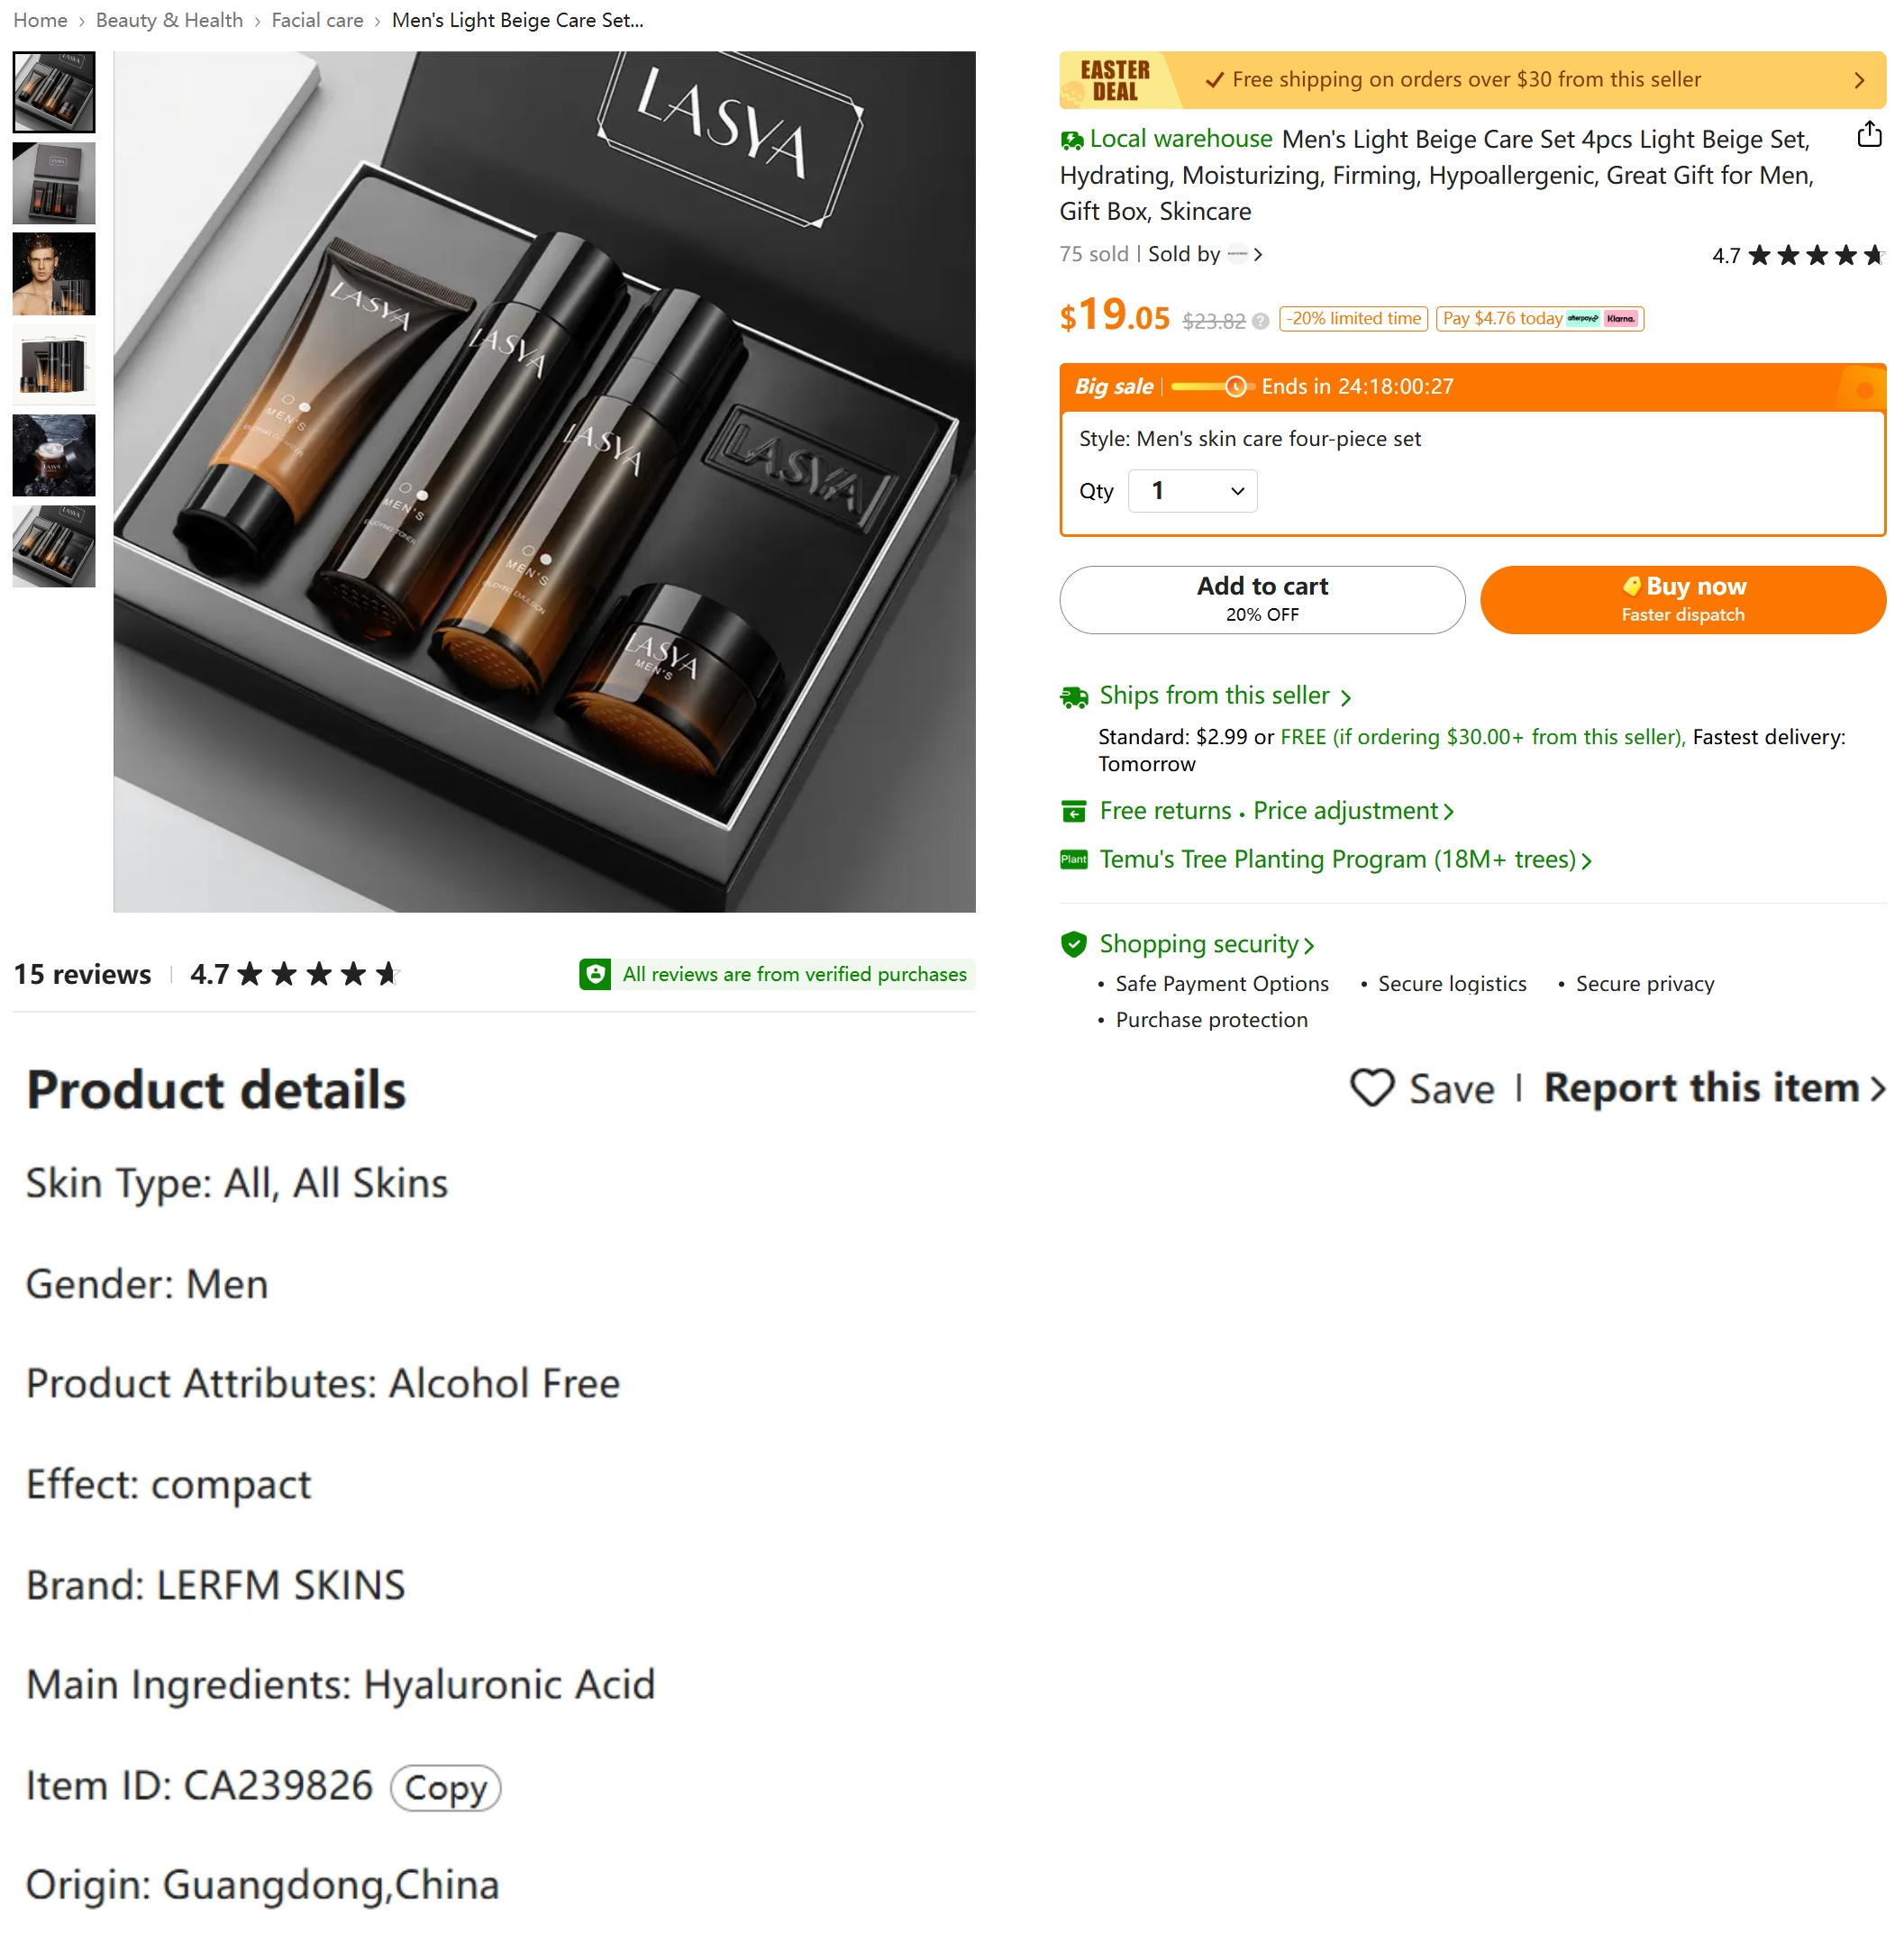 Home › Beauty & Health › Facial care › Men's Light Beige Care Set...
LASYA
LASYA
MEN'S
LASYA
MEN'S
ENJOYING TONER
LASYA
MEN'S
ENJOYING EMULSION
LASYA
LASYA
MEN'S
15 reviews | 4.7
All reviews are from verified purchases
EASTER
DEAL
Free shipping on orders over $30 from this seller
Local warehouse Men's Light Beige Care Set 4pcs Light Beige Set,
Hydrating, Moisturizing, Firming, Hypoallergenic, Great Gift for Men,
Gift Box, Skincare
75 sold | Sold by
4.7
$19.05 $23.82 ? -20% limited time Pay $4.76 today afterpay Klarna.
Big sale | Ends in 24:18:00:27
Style: Men's skin care four-piece set
Qty 1
Add to cart
20% OFF
Buy now
Faster dispatch
Ships from this seller
Standard: $2.99 or FREE (if ordering $30.00+ from this seller), Fastest delivery:
Tomorrow
Free returns • Price adjustment
Plant Temu's Tree Planting Program (18M+ trees)
Shopping security
• Safe Payment Options • Secure logistics • Secure privacy
• Purchase protection
Product details
Save | Report this item
Skin Type: All, All Skins
Gender: Men
Product Attributes: Alcohol Free
Effect: compact
Brand: LERFM SKINS
Main Ingredients: Hyaluronic Acid
Item ID: CA239826 Copy
Origin: Guangdong,China